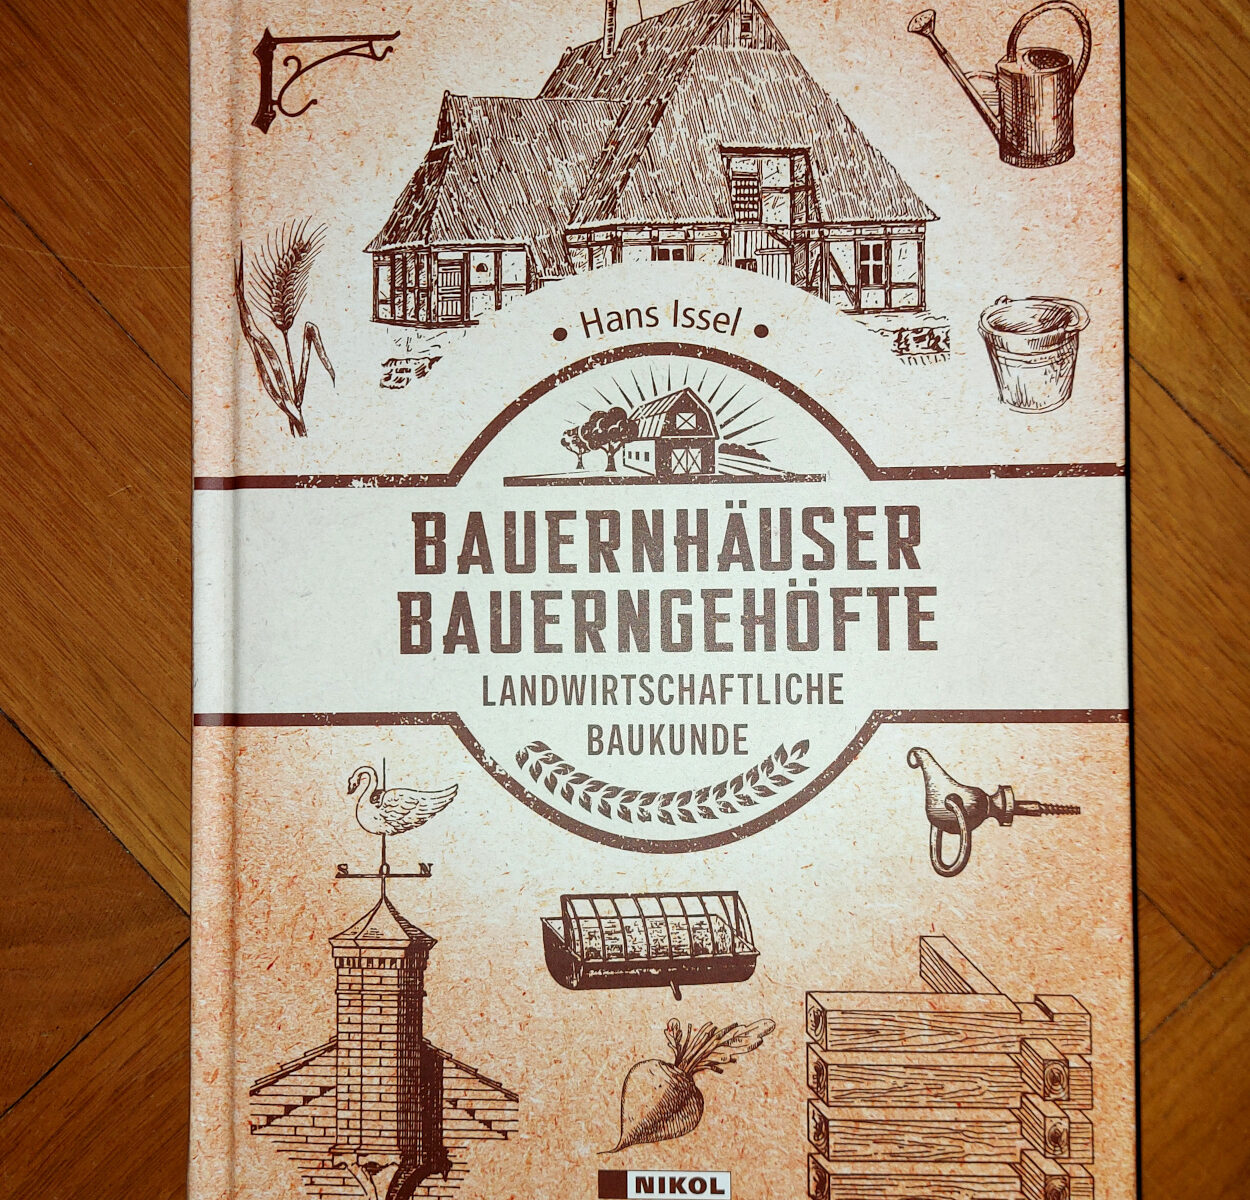 • Hans Issel •
BAUERNHÄUSER
BAUERNGEHÖFTE
LANDWIRTSCHAFTLICHE
BAUKUNDE
S O N
NIKOL